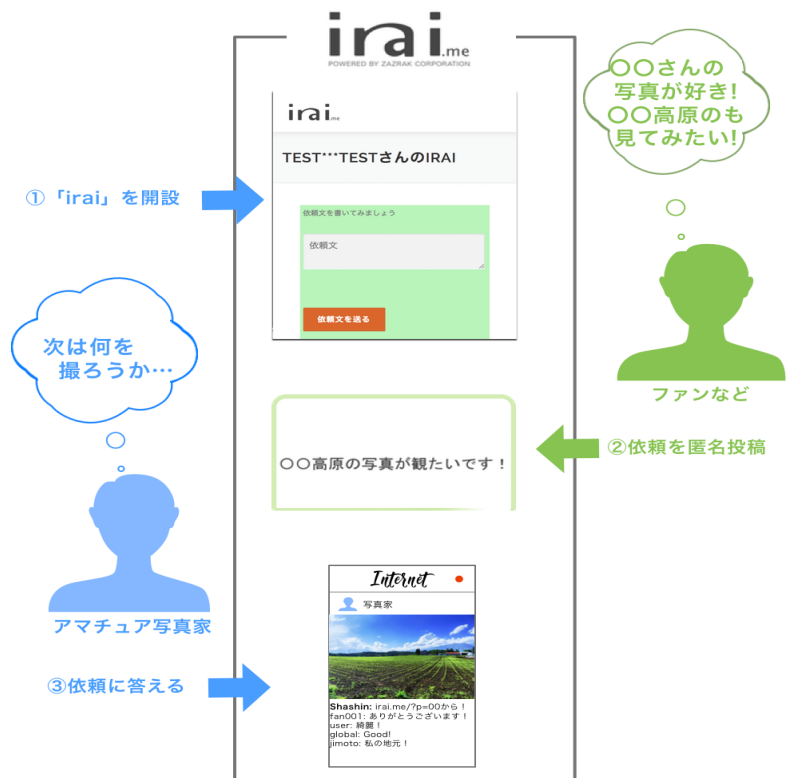 irai.me
POWERED BY ZAZRAK CORPORATION
〇〇さんの
写真が好き!
〇〇高原のも
見てみたい!
irai.me
TEST***TESTさんのIRAI
①「irai」を開設
依頼文を書いてみましょう
依頼文
依頼文を送る
次は何を
撮ろうか…
ファンなど
②依頼を匿名投稿
〇〇高原の写真が観たいです！
アマチュア写真家
Internet
写真家
③依頼に答える
Shashin: irai.me/?p=00から！
fan001: ありがとうございます！
user: 綺麗！
global: Good!
jimoto: 私の地元！